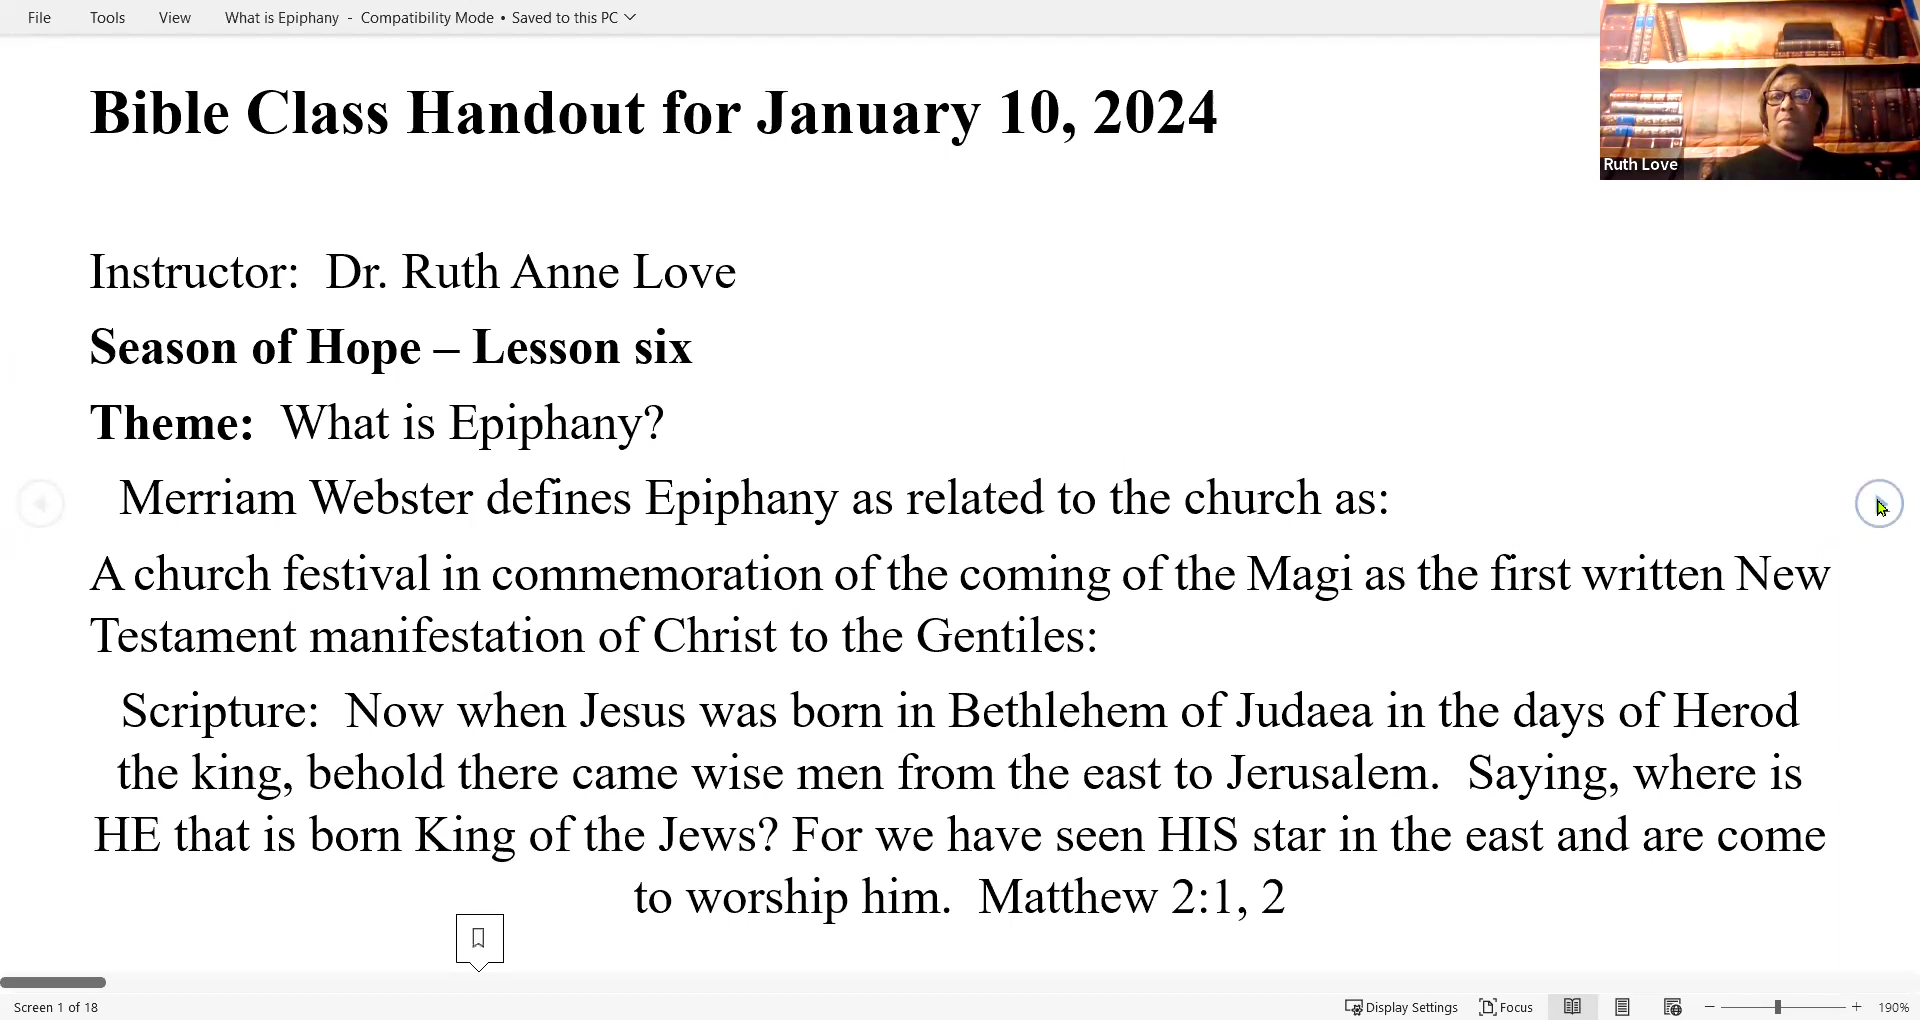 File Tools View What is Epiphany - Compatibility Mode • Saved to this PC
Bible Class Handout for January 10, 2024
Ruth Love
Instructor: Dr. Ruth Anne Love
Season of Hope – Lesson six
Theme: What is Epiphany?
Merriam Webster defines Epiphany as related to the church as:
A church festival in commemoration of the coming of the Magi as the first written New
Testament manifestation of Christ to the Gentiles:
Scripture: Now when Jesus was born in Bethlehem of Judaea in the days of Herod
the king, behold there came wise men from the east to Jerusalem. Saying, where is
HE that is born King of the Jews? For we have seen HIS star in the east and are come
to worship him. Matthew 2:1, 2
Screen 1 of 18 Display Settings Focus 190%